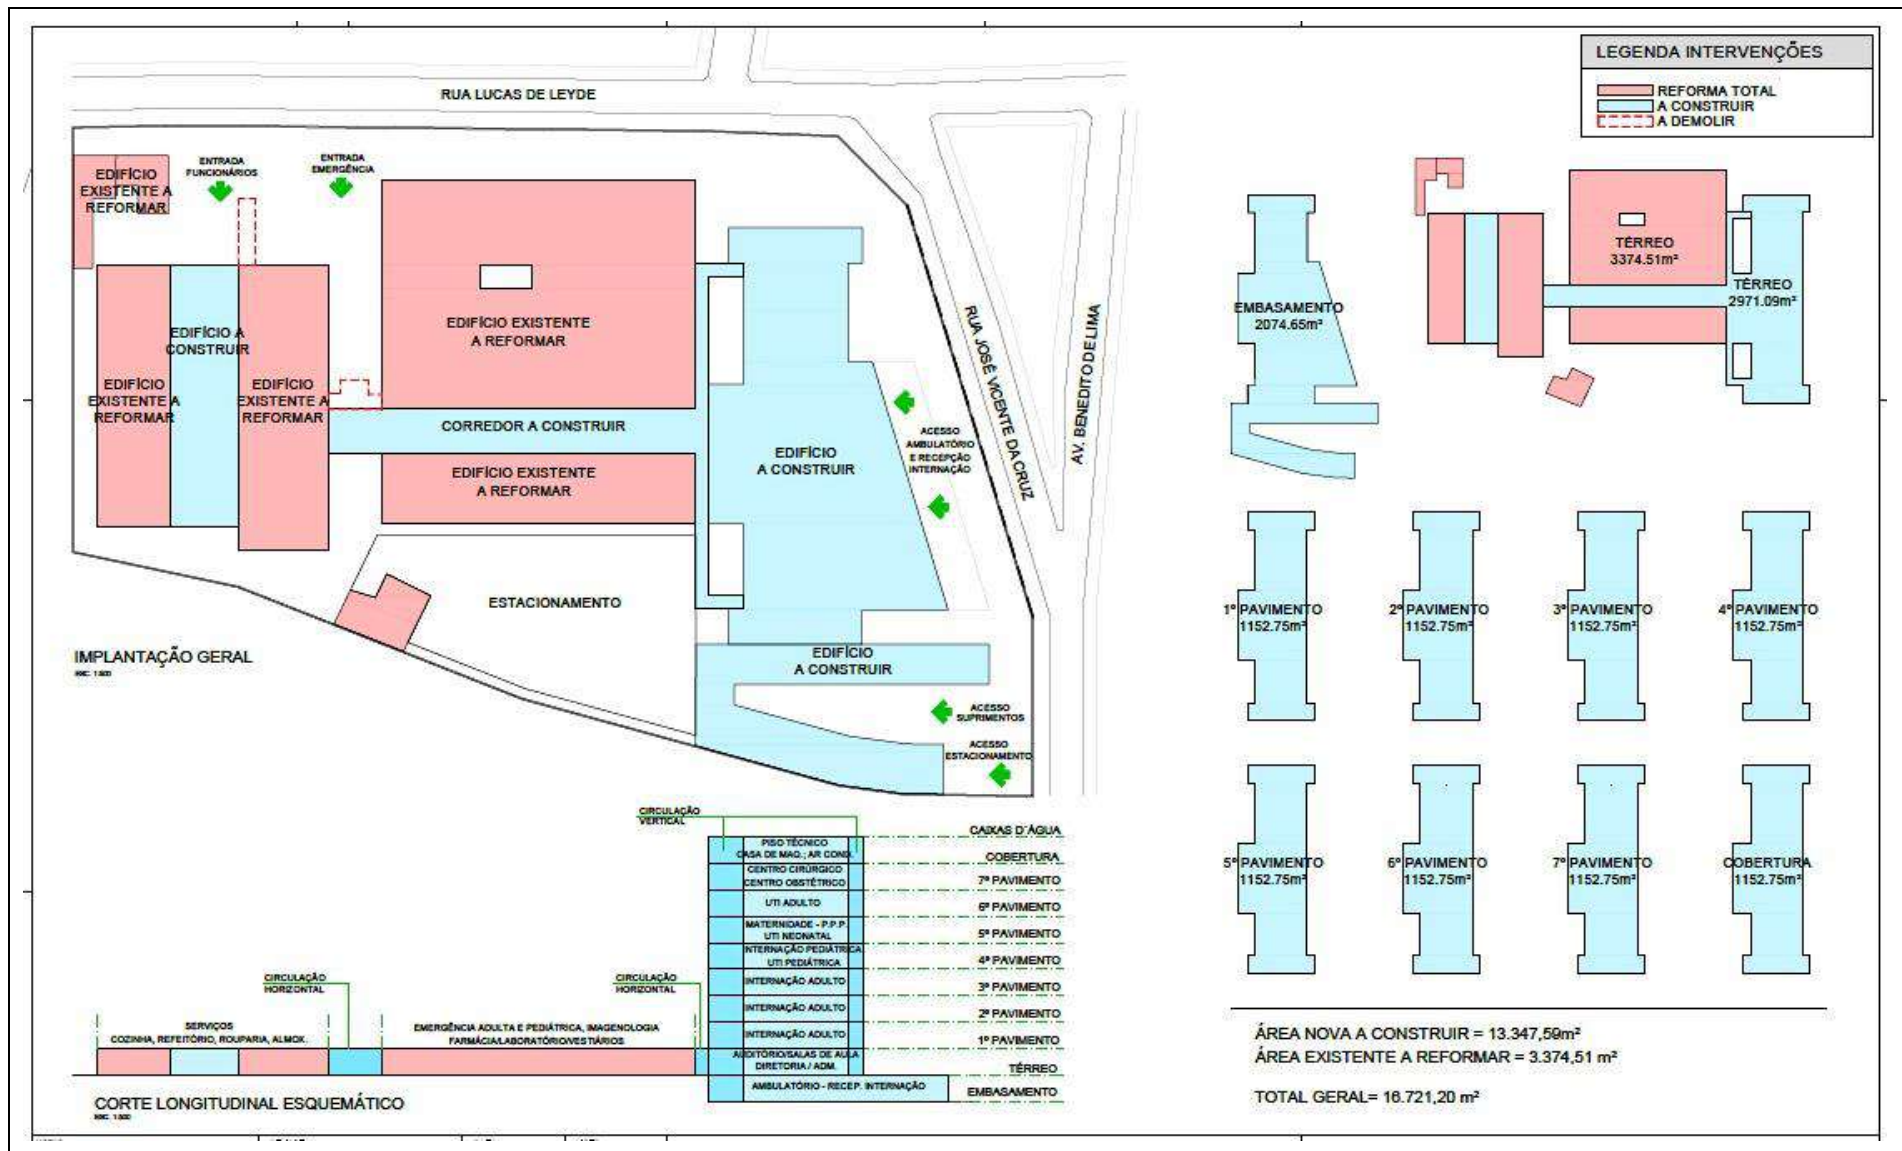 LEGENDA INTERVENÇÕES
REFORMA TOTAL
A CONSTRUIR
A DEMOLIR
RUA LUCAS DE LEYDE
ENTRADA
FUNCIONÁRIOS
ENTRADA
EMERGÊNCIA
EDIFÍCIO
EXISTENTE A
REFORMAR
EDIFÍCIO A
CONSTRUIR
EDIFÍCIO
EXISTENTE A
REFORMAR
EDIFÍCIO
EXISTENTE A
REFORMAR
EDIFÍCIO EXISTENTE
A REFORMAR
CORREDOR A CONSTRUIR
EDIFÍCIO EXISTENTE
A REFORMAR
EDIFÍCIO
A CONSTRUIR
ACESSO
AMBULATÓRIO
E RECEPÇÃO
INTERNAÇÃO
RUA JOSÉ VICENTE DA CRUZ
AV. BENEDITO DE LIMA
ESTACIONAMENTO
EDIFÍCIO
A CONSTRUIR
ACESSO
SUPRIMENTOS
ACESSO
ESTACIONAMENTO
IMPLANTAÇÃO GERAL
ESC. 1:500
EMBASAMENTO
2074.65m²
TÉRREO
3374.51m²
TÉRREO
2971.09m²
1º PAVIMENTO
1152.75m²
2º PAVIMENTO
1152.75m²
3º PAVIMENTO
1152.75m²
4º PAVIMENTO
1152.75m²
5º PAVIMENTO
1152.75m²
6º PAVIMENTO
1152.75m²
7º PAVIMENTO
1152.75m²
COBERTURA
1152.75m²
CIRCULAÇÃO
VERTICAL
CAIXAS D´ÁGUA
PISO TÉCNICO
CASA DE MAQ.; AR COND.
COBERTURA
CENTRO CIRÚRGICO
CENTRO OBSTÉTRICO
7º PAVIMENTO
UTI ADULTO
6º PAVIMENTO
MATERNIDADE - P.P.P.
UTI NEONATAL
5º PAVIMENTO
INTERNAÇÃO PEDIÁTRICA
UTI PEDIÁTRICA
4º PAVIMENTO
INTERNAÇÃO ADULTO
3º PAVIMENTO
INTERNAÇÃO ADULTO
2º PAVIMENTO
INTERNAÇÃO ADULTO
1º PAVIMENTO
AUDITÓRIO/SALAS DE AULA
DIRETORIA / ADM.
TÉRREO
AMBULATÓRIO - RECEP. INTERNAÇÃO
EMBASAMENTO
CIRCULAÇÃO
HORIZONTAL
CIRCULAÇÃO
HORIZONTAL
SERVIÇOS
COZINHA, REFEITÓRIO, ROUPARIA, ALMOX.
EMERGÊNCIA ADULTA E PEDIÁTRICA, IMAGENOLOGIA
FARMÁCIA/LABORATÓRIO/VESTIÁRIOS
CORTE LONGITUDINAL ESQUEMÁTICO
ESC. 1:500
ÁREA NOVA A CONSTRUIR = 13.347,59m²
ÁREA EXISTENTE A REFORMAR = 3.374,51 m²
TOTAL GERAL= 16.721,20 m²